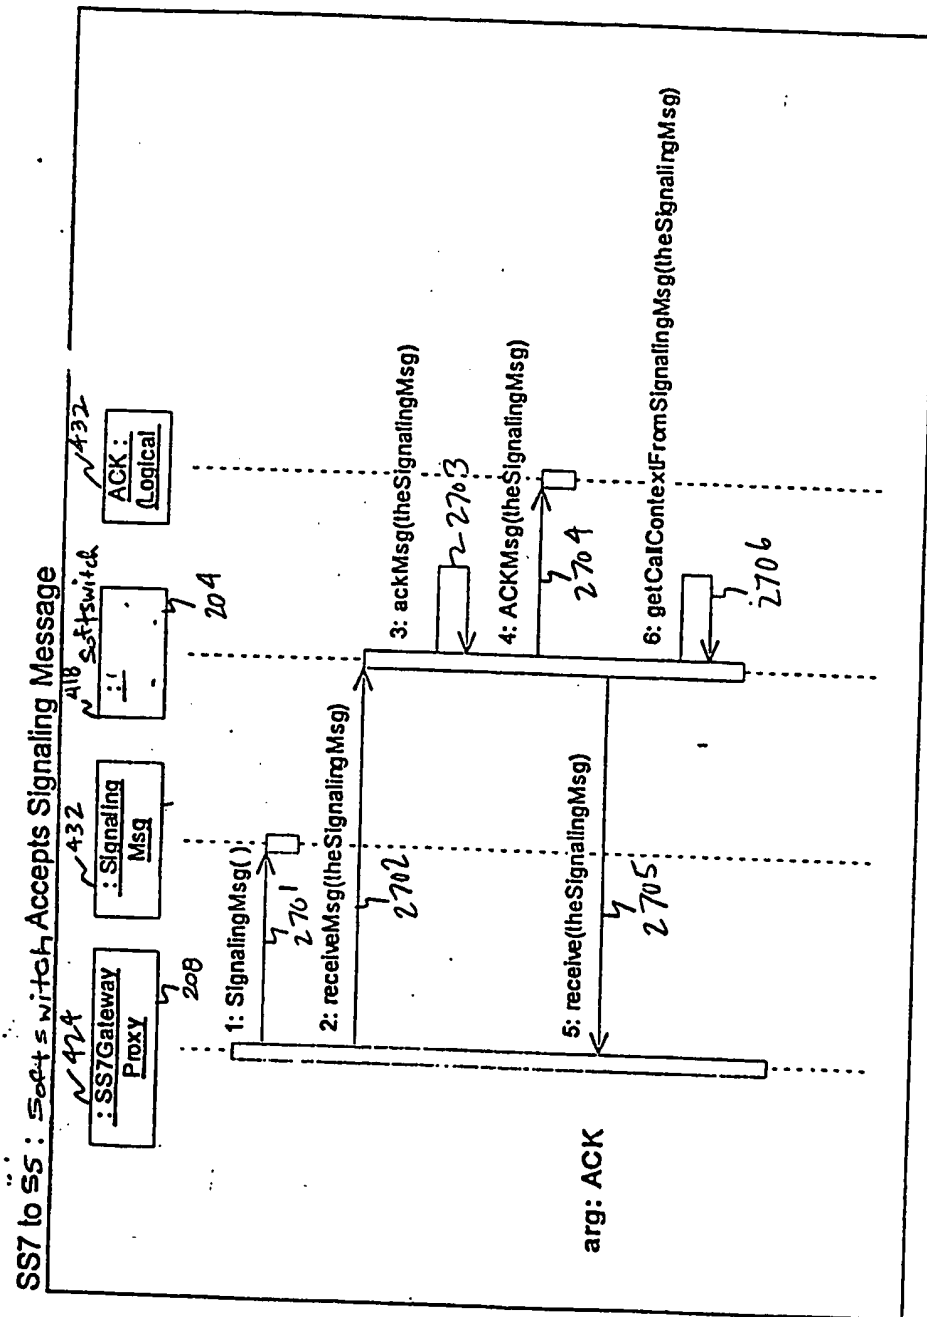 SS7 to SS: Softswitch Accepts Signaling Message
424
: SS7Gateway
Proxy
208
432
: Signaling
Msg
418
Softswitch
204
432
ACK :
(Logical
1: SignalingMsg( )
2701
2: receiveMsg(theSignalingMsg)
2702
3: ackMsg(theSignalingMsg)
2703
4: ACKMsg(theSignalingMsg)
2704
5: receive(theSignalingMsg)
2705
6: getCallContextFromSignalingMsg(theSignalingMsg)
2706
arg: ACK